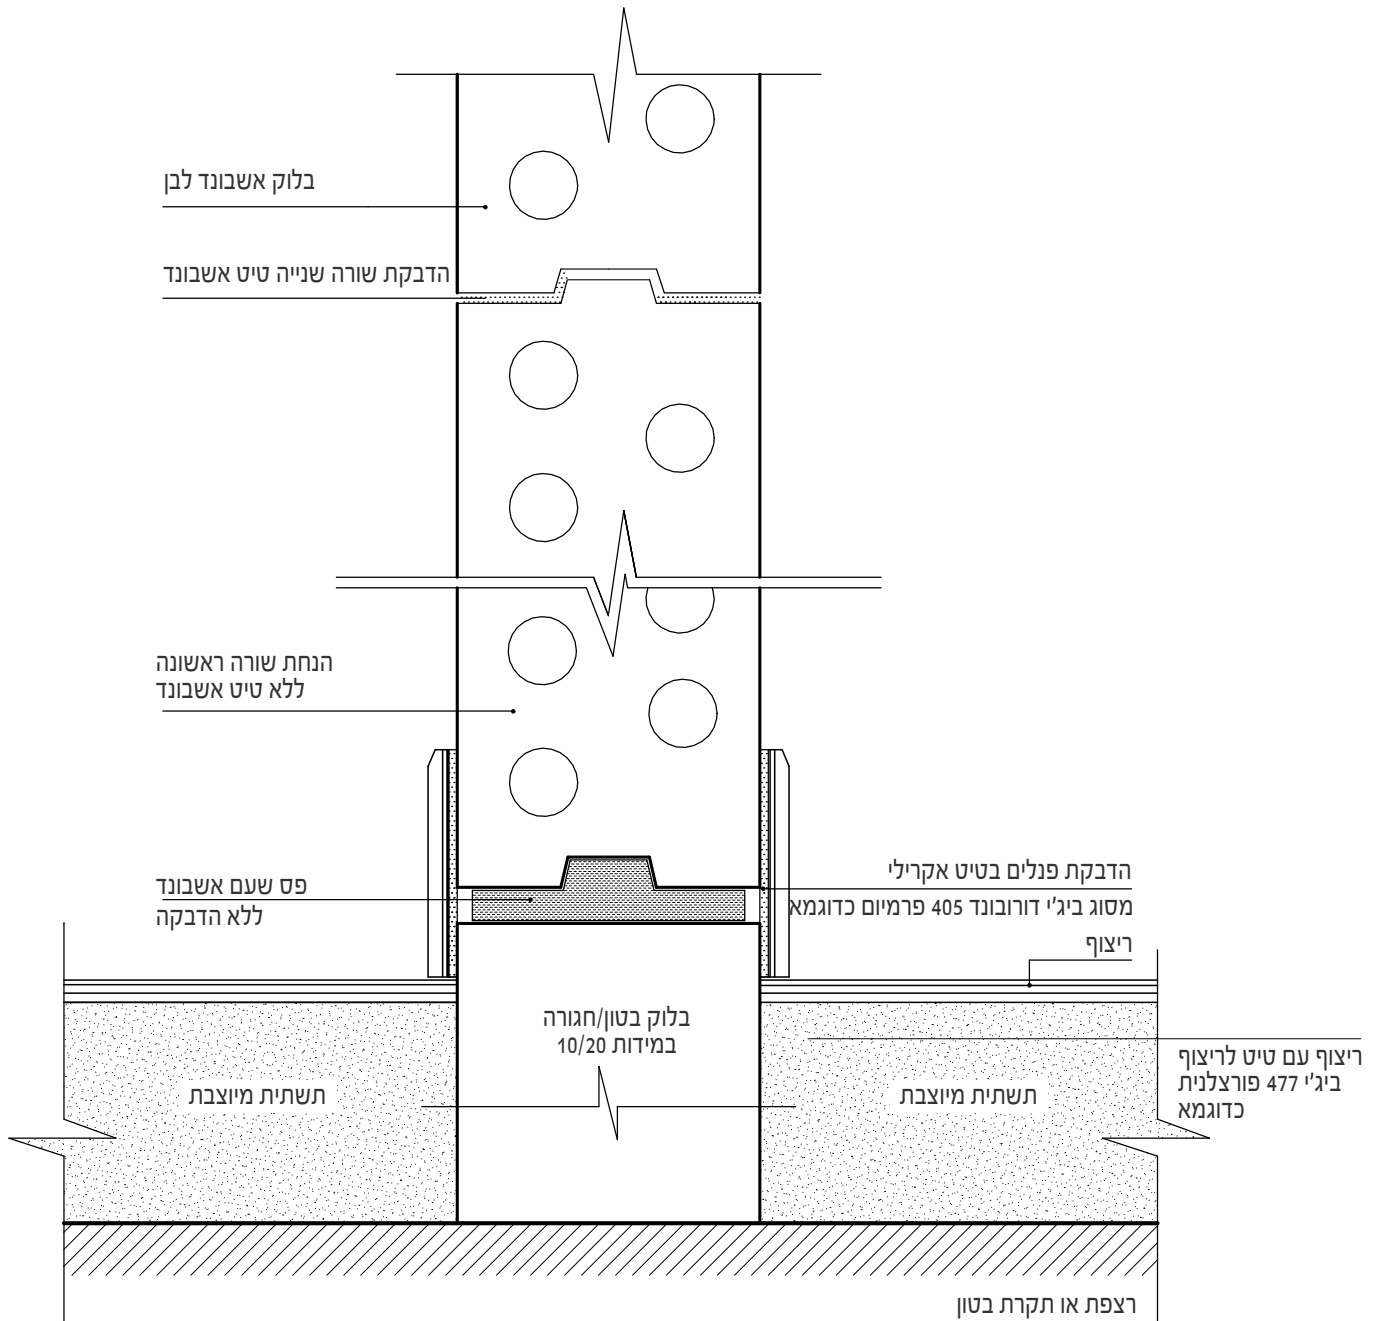 בלוק אשבונד לבן
הדבקת שורה שנייה טיט אשבונד
הנחת שורה ראשונה
ללא טיט אשבונד
הדבקת פנלים בטיט אקרילי
מסוג ביג'י דורובונד 405 פרמיום כדוגמא
פס שעם אשבונד
ללא הדבקה
ריצוף
בלוק בטון/חגורה
במידות 10/20
ריצוף עם טיט לריצוף
ביג'י 477 פורצלנית
כדוגמא
תשתית מיוצבת
תשתית מיוצבת
רצפת או תקרת בטון